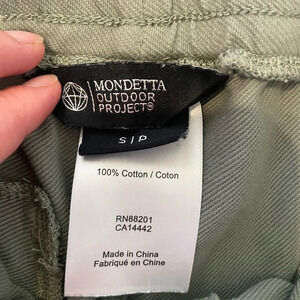 MONDETTA
OUTDOOR
PROJECT®
S|P
100% Cotton / Coton
RN88201
CA14442
Made in China
Fabriqué en Chine